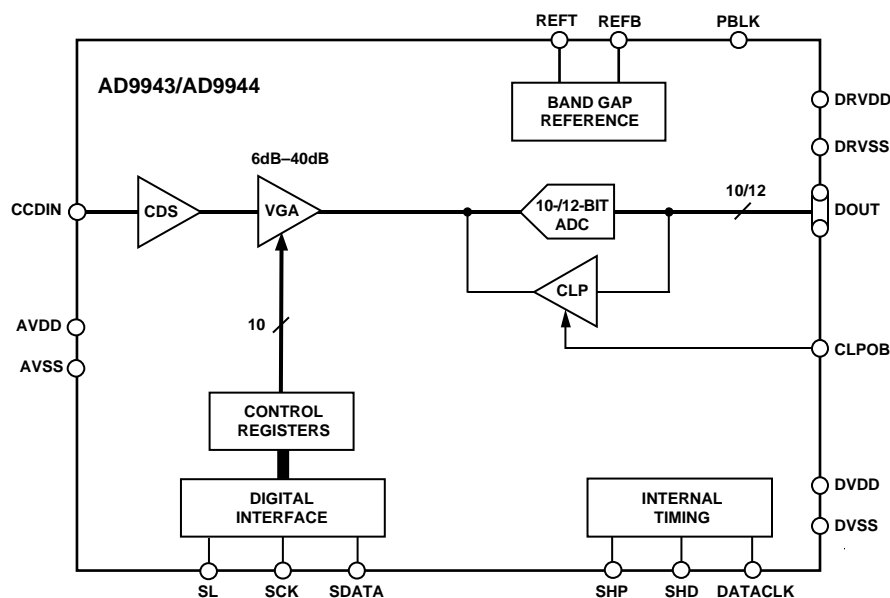 REFT
REFB
PBLK
AD9943/AD9944
BAND GAP
REFERENCE
DRVDD
DRVSS
6dB–40dB
CCDIN
CDS
VGA
10-/12-BIT
ADC
10/12
DOUT
CLP
AVDD
10
AVSS
CLPOB
CONTROL
REGISTERS
DIGITAL
INTERFACE
INTERNAL
TIMING
DVDD
DVSS
SL
SCK
SDATA
SHP
SHD
DATACLK